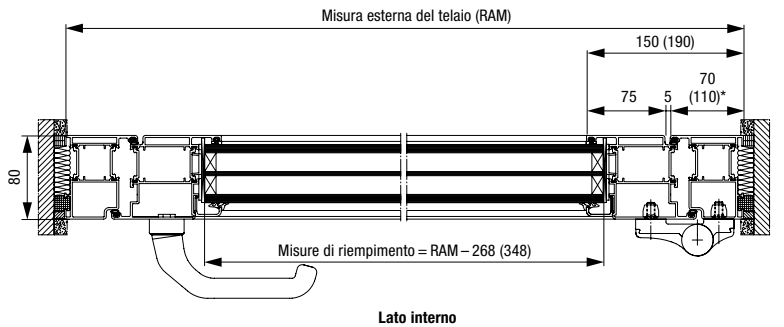 Misura esterna del telaio (RAM)
150 (190)
75
5
70
(110)*
80
Misure di riempimento = RAM – 268 (348)
Lato interno